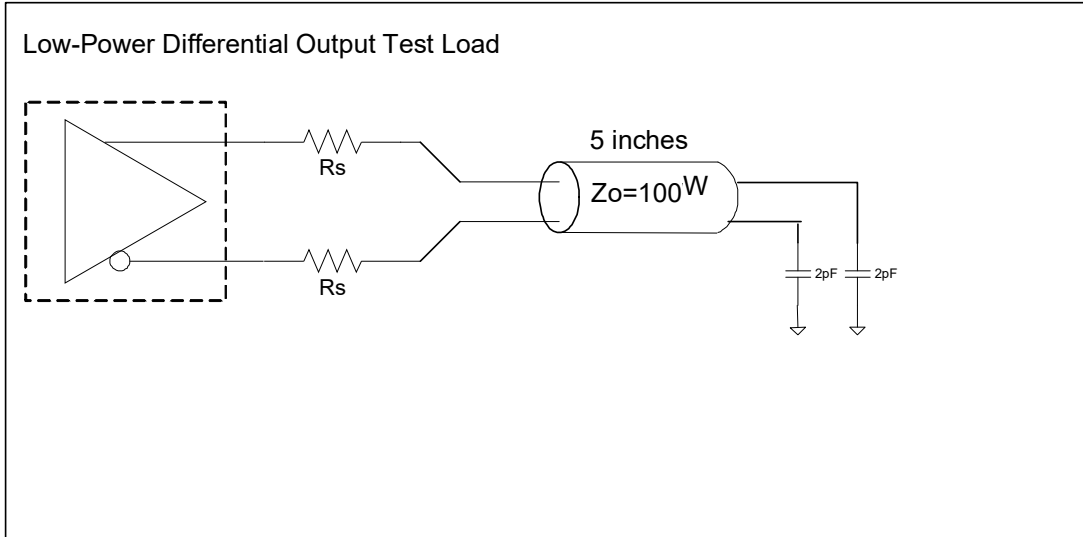 Low-Power Differential Output Test Load
Rs
5 inches
Zo=100W
Rs
2pF
2pF